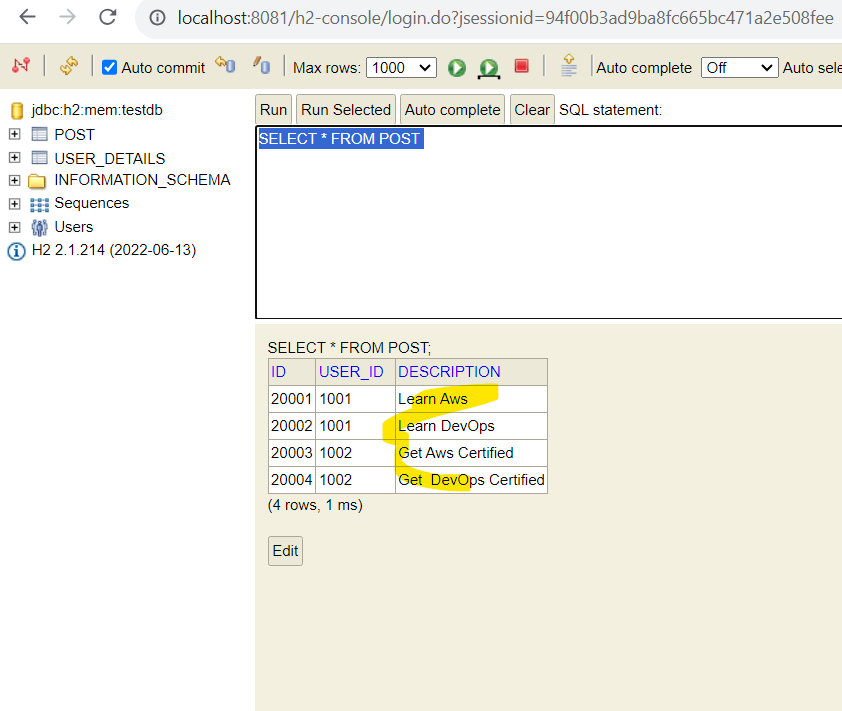 localhost:8081/h2-console/login.do?jsessionid=94f00b3ad9ba8fc665bc471a2e508fee
Auto commit Max rows: 1000 Auto complete Off Auto sele
jdbc:h2:mem:testdb
POST
USER_DETAILS
INFORMATION_SCHEMA
Sequences
Users
H2 2.1.214 (2022-06-13)
Run Run Selected Auto complete Clear SQL statement:
SELECT * FROM POST
SELECT * FROM POST;
ID USER_ID DESCRIPTION
20001 1001 Learn Aws
20002 1001 Learn DevOps
20003 1002 Get Aws Certified
20004 1002 Get  DevOps Certified
(4 rows, 1 ms)
Edit